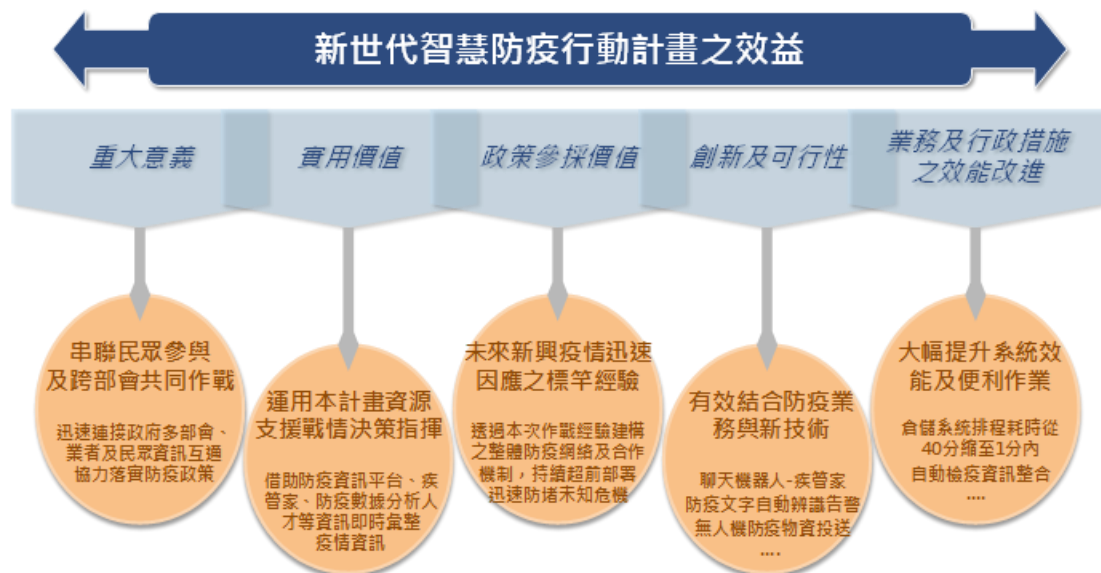 新世代智慧防疫行動計畫之效益
重大意義
實用價值
政策參採價值
創新及可行性
業務及行政措施
之效能改進
串聯民眾參與
及跨部會共同作戰
迅速連接政府多部會、
業者及民眾資訊互通
協力落實防疫政策
運用本計畫資源
支援戰情決策指揮
借助防疫資訊平台、疾
管家、防疫數據分析人
才等資訊即時彙整
疫情資訊
未來新興疫情迅速
因應之標竿經驗
透過本次作戰經驗建構
之整體防疫網絡及合作
機制，持續超前部署
迅速防堵未知危機
有效結合防疫業
務與新技術
聊天機器人-疾管家
防疫文字自動辨識告警
無人機防疫物資投送
....
大幅提升系統效
能及便利作業
倉儲系統排程耗時從
40分縮至1分內
自動檢疫資訊整合
....